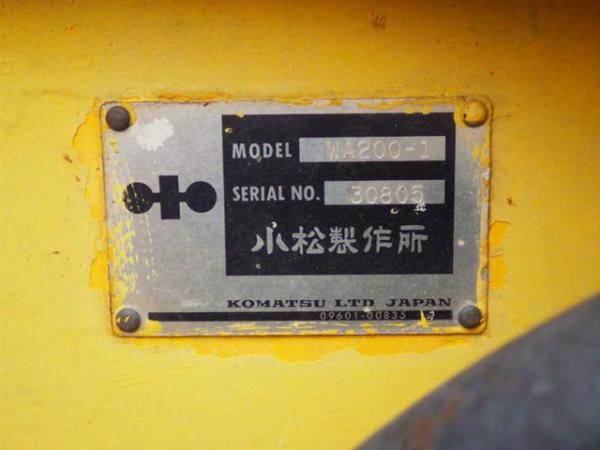 MODEL WA200-1
SERIAL NO. 30805
小松製作所
KOMATSU LTD JAPAN
09601-00835